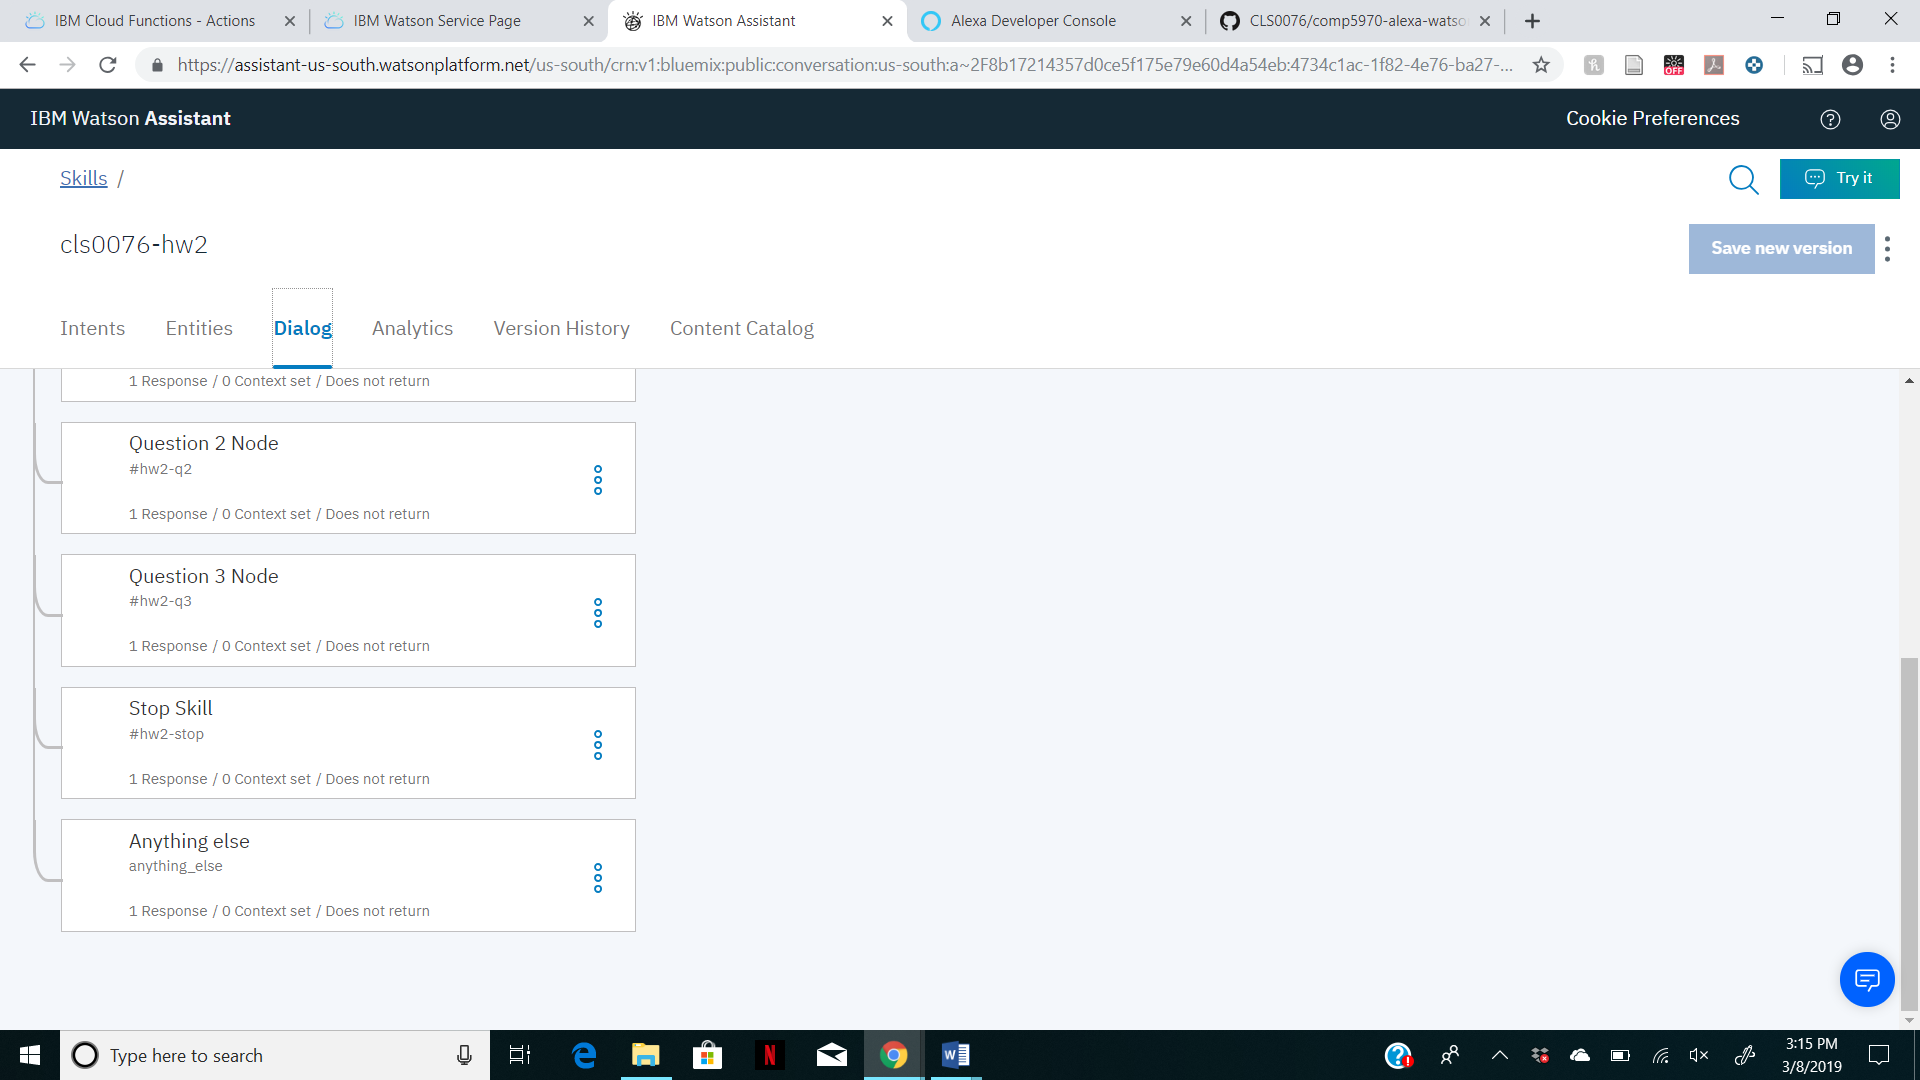 IBM Cloud Functions - Actions
IBM Watson Service Page
IBM Watson Assistant
Alexa Developer Console
CLS0076/comp5970-alexa-watso
https://assistant-us-south.watsonplatform.net/us-south/crn:v1:bluemix:public:conversation:us-south:a~2F8b17214357d0ce5f175e79e60d4a54eb:4734c1ac-1f82-4e76-ba27-...
OFF
IBM Watson Assistant
Cookie Preferences
Skills /
Try it
cls0076-hw2
Save new version
Intents
Entities
Dialog
Analytics
Version History
Content Catalog
1 Response / 0 Context set / Does not return
Question 2 Node
#hw2-q2
1 Response / 0 Context set / Does not return
Question 3 Node
#hw2-q3
1 Response / 0 Context set / Does not return
Stop Skill
#hw2-stop
1 Response / 0 Context set / Does not return
Anything else
anything_else
1 Response / 0 Context set / Does not return
Type here to search
3:15 PM
3/8/2019